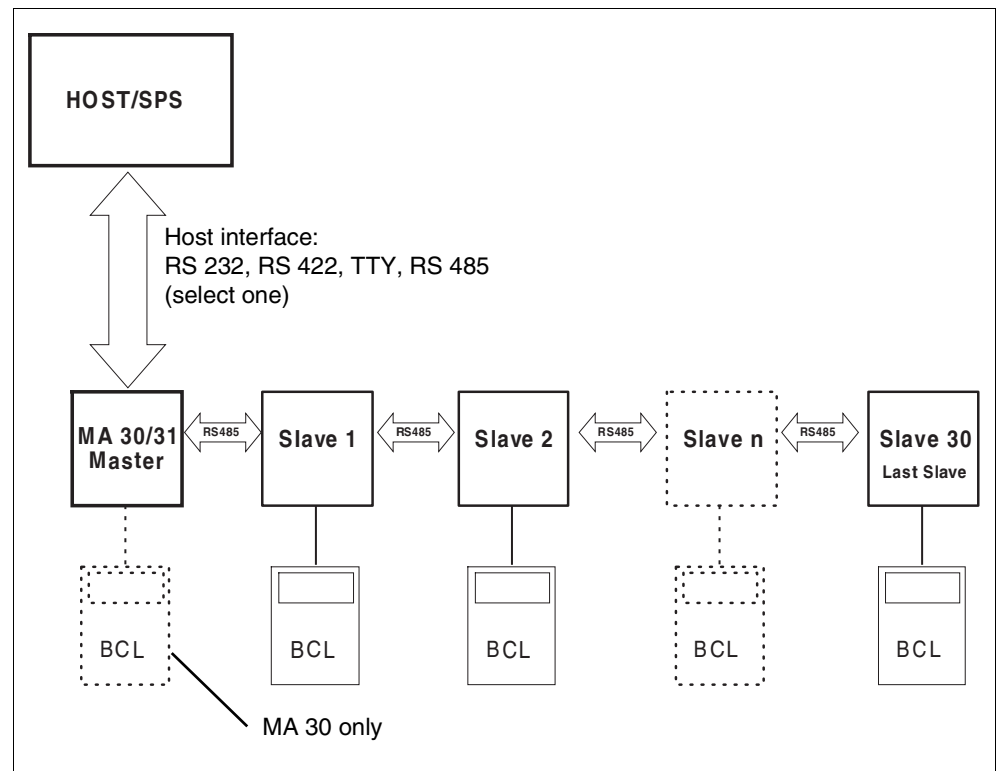 HOST/SPS
Host interface:
RS 232, RS 422, TTY, RS 485
(select one)
MA 30/31
Master
RS485
Slave 1
RS485
Slave 2
RS485
Slave n
RS485
Slave 30
Last Slave
BCL
BCL
BCL
BCL
BCL
MA 30 only